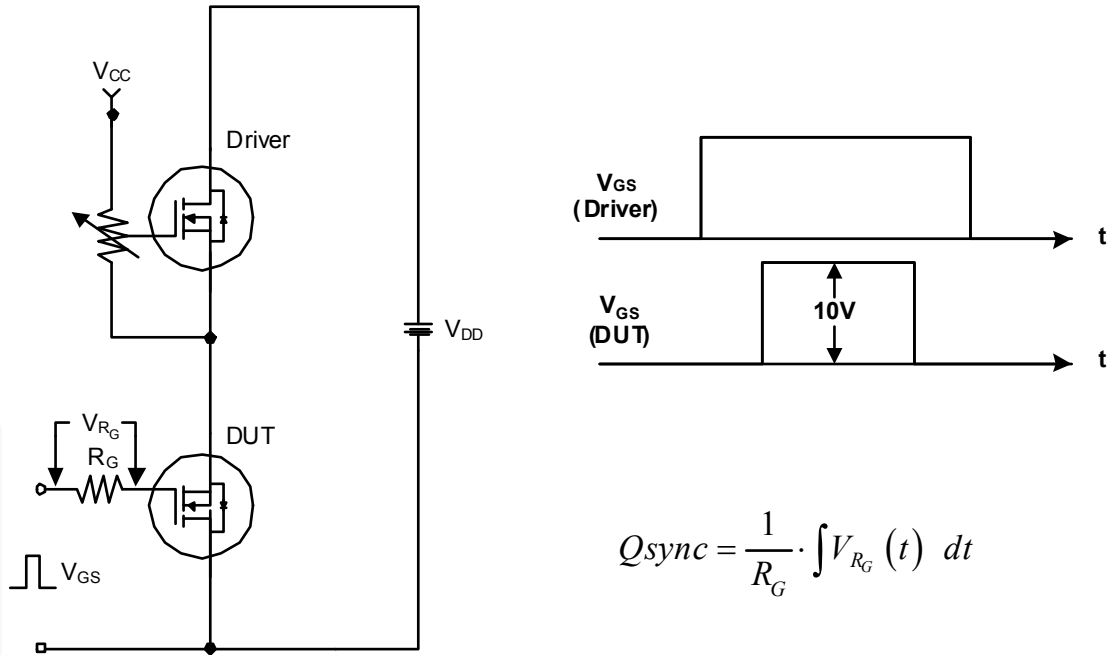 V_CC
Driver
V_DD
V_RG
R_G
DUT
V_GS
V_GS
(Driver)
t
V_GS
(DUT)
10V
t
Qsync = 1/R_G · ∫ V_RG (t) dt